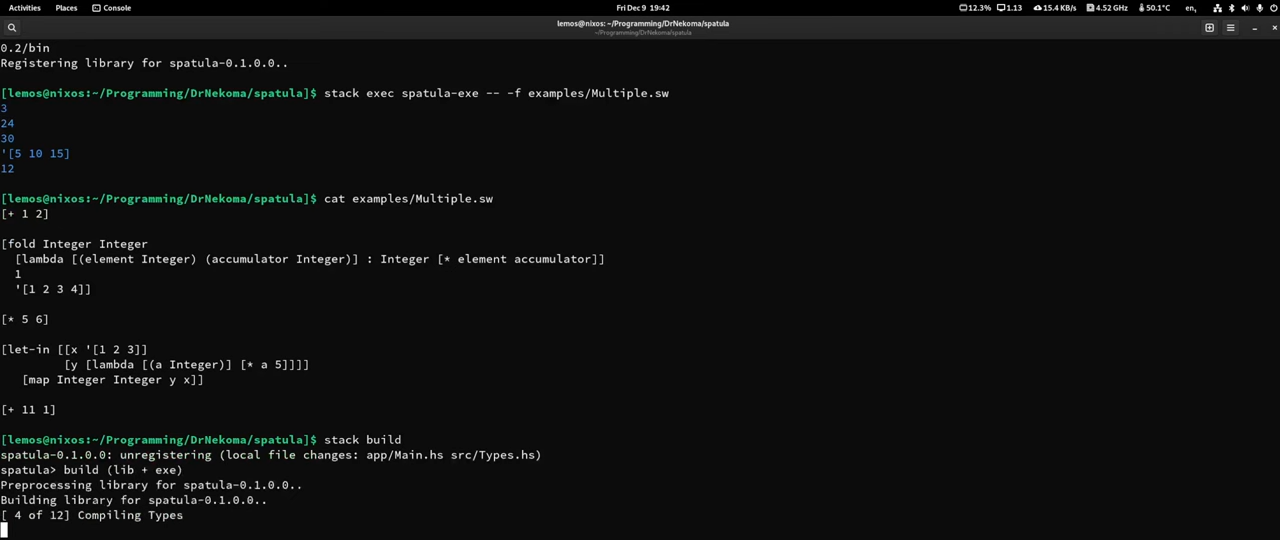 Activities Places Console Fri Dec 9 19:42 12.3% 1.13 15.4 KB/s 4.52 GHz 50.1°C en,
lemos@nixos: ~/Programming/DrNekoma/spatula
~/Programming/DrNekoma/spatula
0.2/bin
Registering library for spatula-0.1.0.0..
[lemos@nixos:~/Programming/DrNekoma/spatula]$ stack exec spatula-exe -- -f examples/Multiple.sw
3
24
30
'[5 10 15]
12
[lemos@nixos:~/Programming/DrNekoma/spatula]$ cat examples/Multiple.sw
[+ 1 2]
[fold Integer Integer
  [lambda [(element Integer) (accumulator Integer)] : Integer [* element accumulator]]
  1
  '[1 2 3 4]]
[* 5 6]
[let-in [[x '[1 2 3]]
         [y [lambda [(a Integer)] [* a 5]]]]
   [map Integer Integer y x]]
[+ 11 1]
[lemos@nixos:~/Programming/DrNekoma/spatula]$ stack build
spatula-0.1.0.0: unregistering (local file changes: app/Main.hs src/Types.hs)
spatula> build (lib + exe)
Preprocessing library for spatula-0.1.0.0..
Building library for spatula-0.1.0.0..
[ 4 of 12] Compiling Types